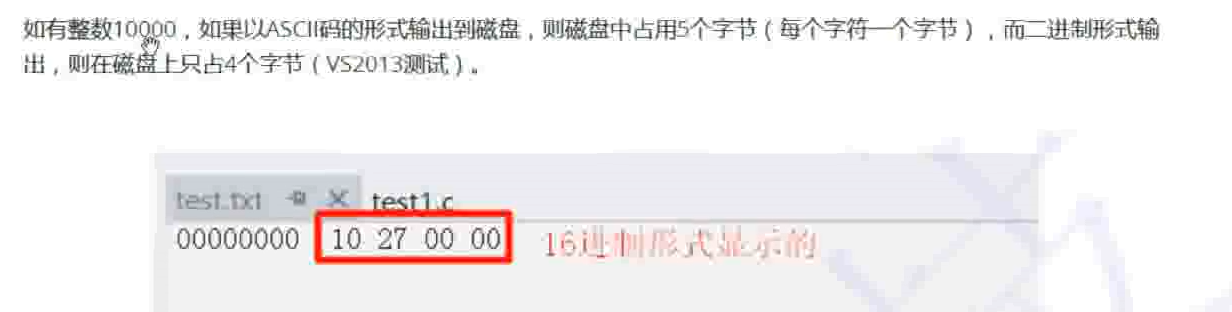 如有整数10000，如果以ASCII码的形式输出到磁盘，则磁盘中占用5个字节（每个字符一个字节），而二进制形式输
出，则在磁盘上只占4个字节（VS2013测试）。
test.txt test1.c
00000000 10 27 00 00 16进制形式显示的